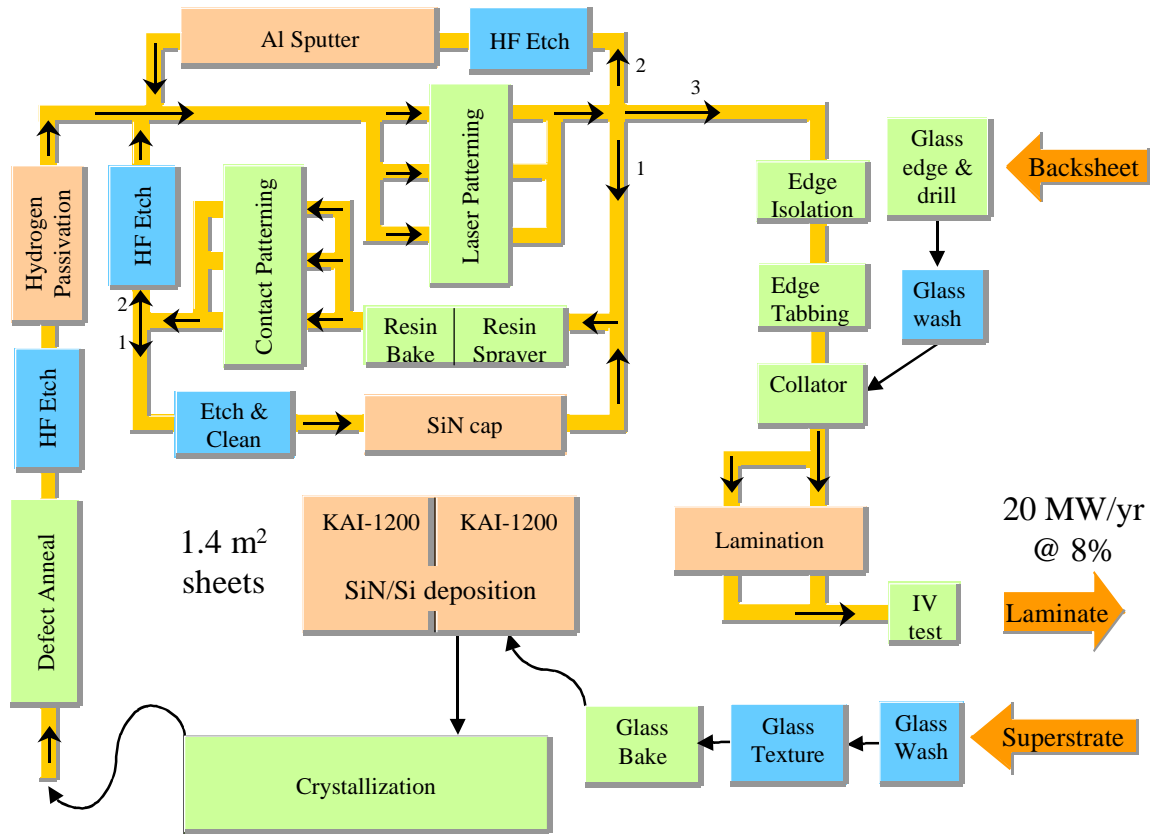 Al Sputter
HF Etch
2
3
Laser Patterning
Glass
edge &
drill
Backsheet
Hydrogen
Passivation
HF Etch
Contact Patterning
1
Edge
Isolation
2
1
Resin
Bake
Resin
Sprayer
Edge
Tabbing
Glass
wash
HF Etch
Etch &
Clean
SiN cap
Collator
Defect Anneal
1.4 m²
sheets
KAI-1200
KAI-1200
SiN/Si deposition
Lamination
20 MW/yr
@ 8%
IV
test
Laminate
Glass
Bake
Glass
Texture
Glass
Wash
Superstrate
Crystallization